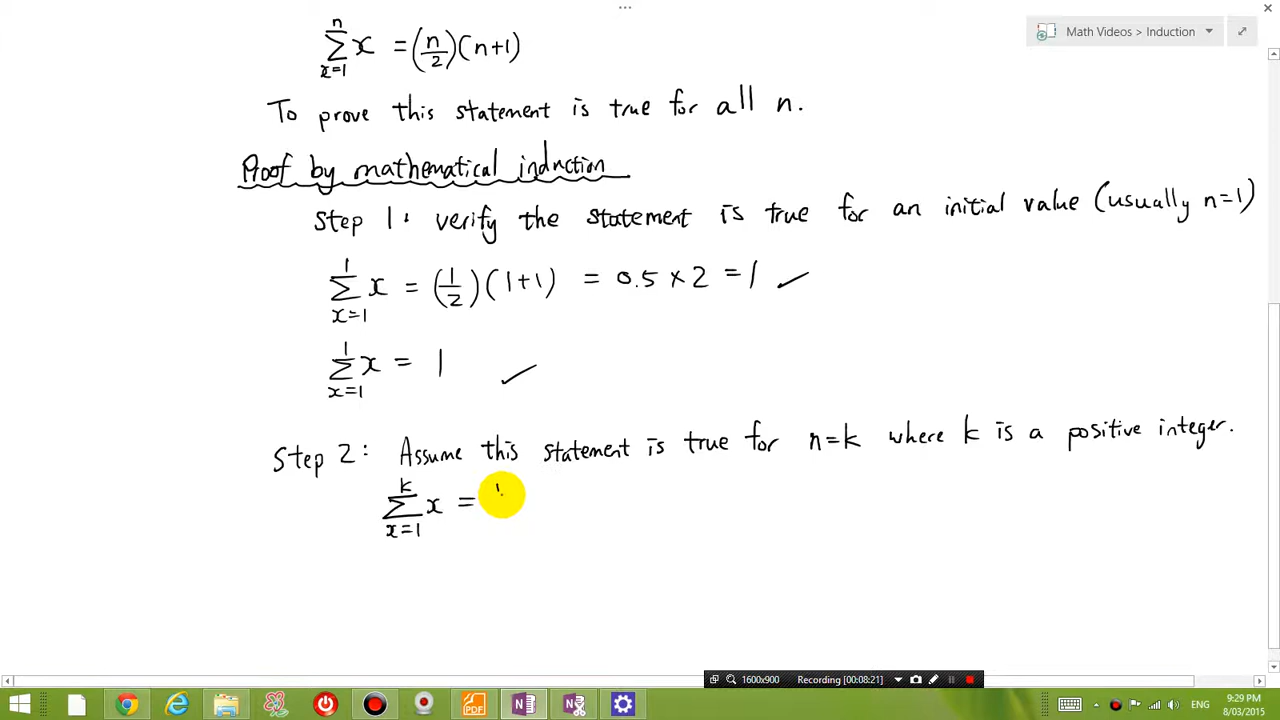 Math Videos > Induction
n
∑ x = (n/2)(n+1)
x=1
To prove this statement is true for all n.
Proof by mathematical induction
Step 1: verify the statement is true for an initial value (usually n=1)
1
∑ x = (1/2)(1+1) = 0.5 × 2 = 1 ✓
x=1
1
∑ x = 1 ✓
x=1
Step 2: Assume this statement is true for n=k where k is a positive integer.
k
∑ x =
x=1
1600x900 Recording [00:08:21]
PDF
ENG
9:29 PM
8/03/2015